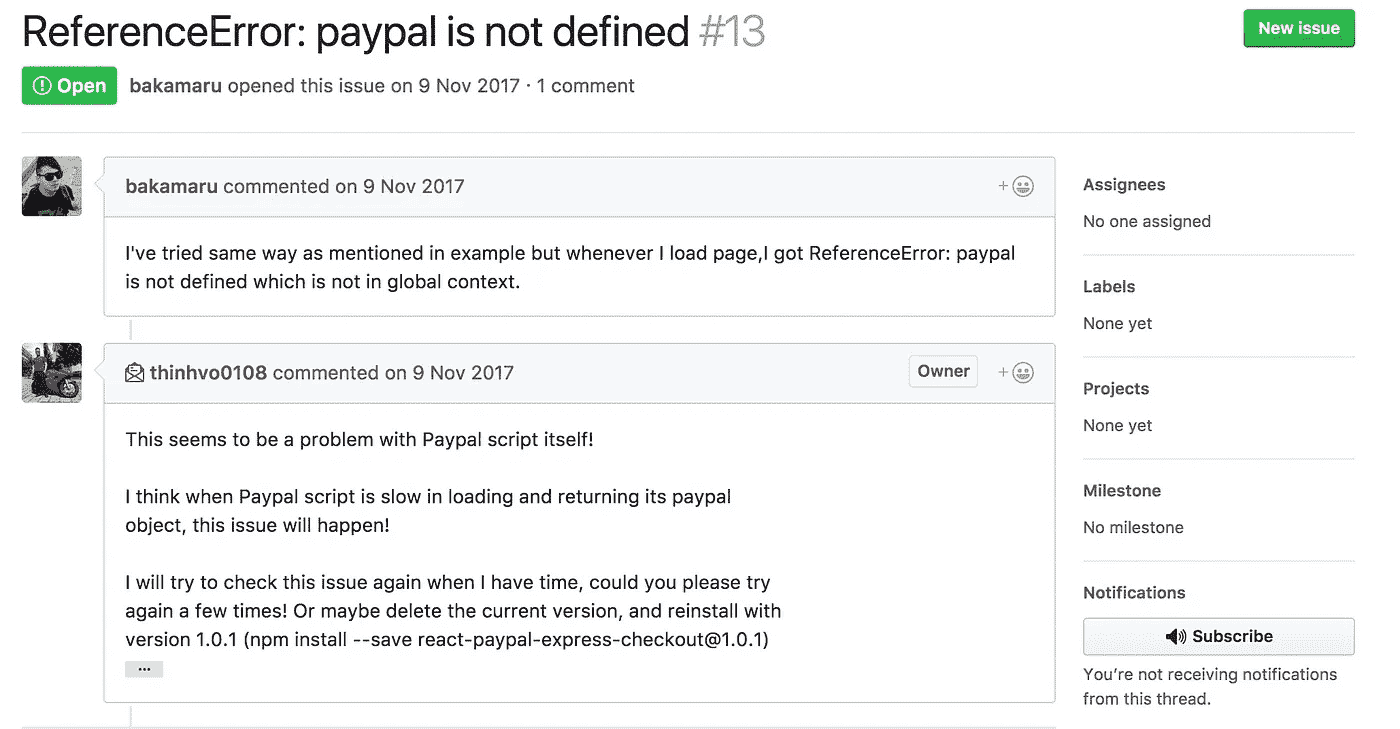 ReferenceError: paypal is not defined #13
New issue
Open bakamaru opened this issue on 9 Nov 2017 · 1 comment
bakamaru commented on 9 Nov 2017
I've tried same way as mentioned in example but whenever I load page,I got ReferenceError: paypal
is not defined which is not in global context.
thinhvo0108 commented on 9 Nov 2017
Owner
This seems to be a problem with Paypal script itself!
I think when Paypal script is slow in loading and returning its paypal
object, this issue will happen!
I will try to check this issue again when I have time, could you please try
again a few times! Or maybe delete the current version, and reinstall with
version 1.0.1 (npm install --save react-paypal-express-checkout@1.0.1)
...
Assignees
No one assigned
Labels
None yet
Projects
None yet
Milestone
No milestone
Notifications
Subscribe
You’re not receiving notifications
from this thread.